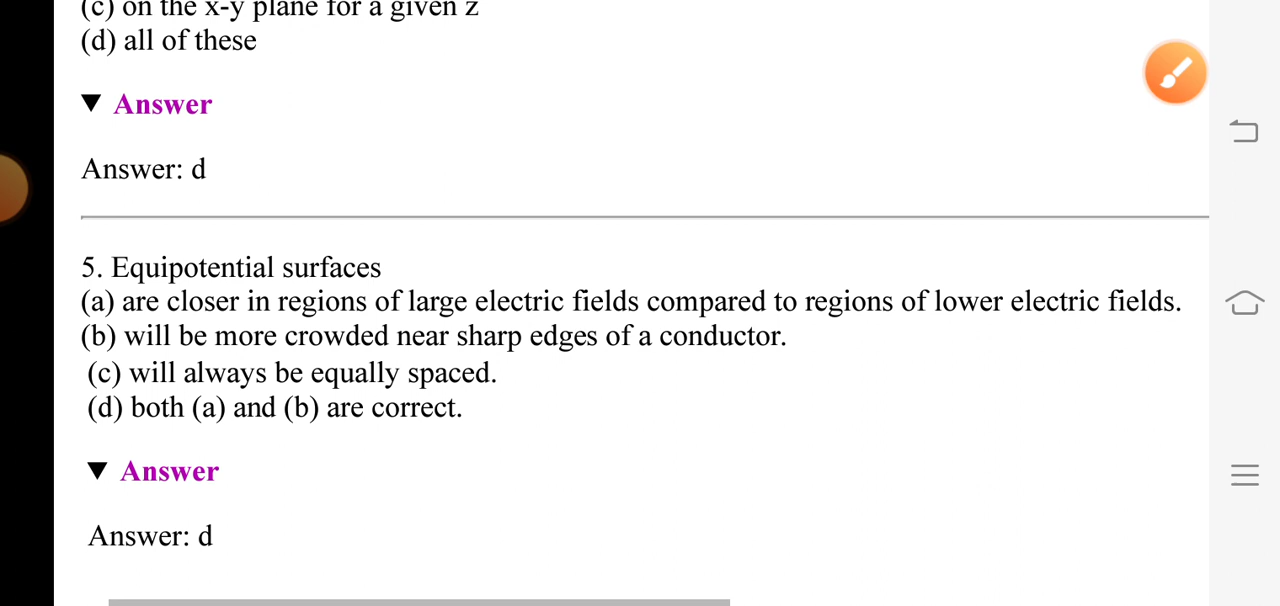 (c) on the x-y plane for a given z
(d) all of these
▼ Answer
Answer: d
5. Equipotential surfaces
(a) are closer in regions of large electric fields compared to regions of lower electric fields.
(b) will be more crowded near sharp edges of a conductor.
(c) will always be equally spaced.
(d) both (a) and (b) are correct.
▼ Answer
Answer: d